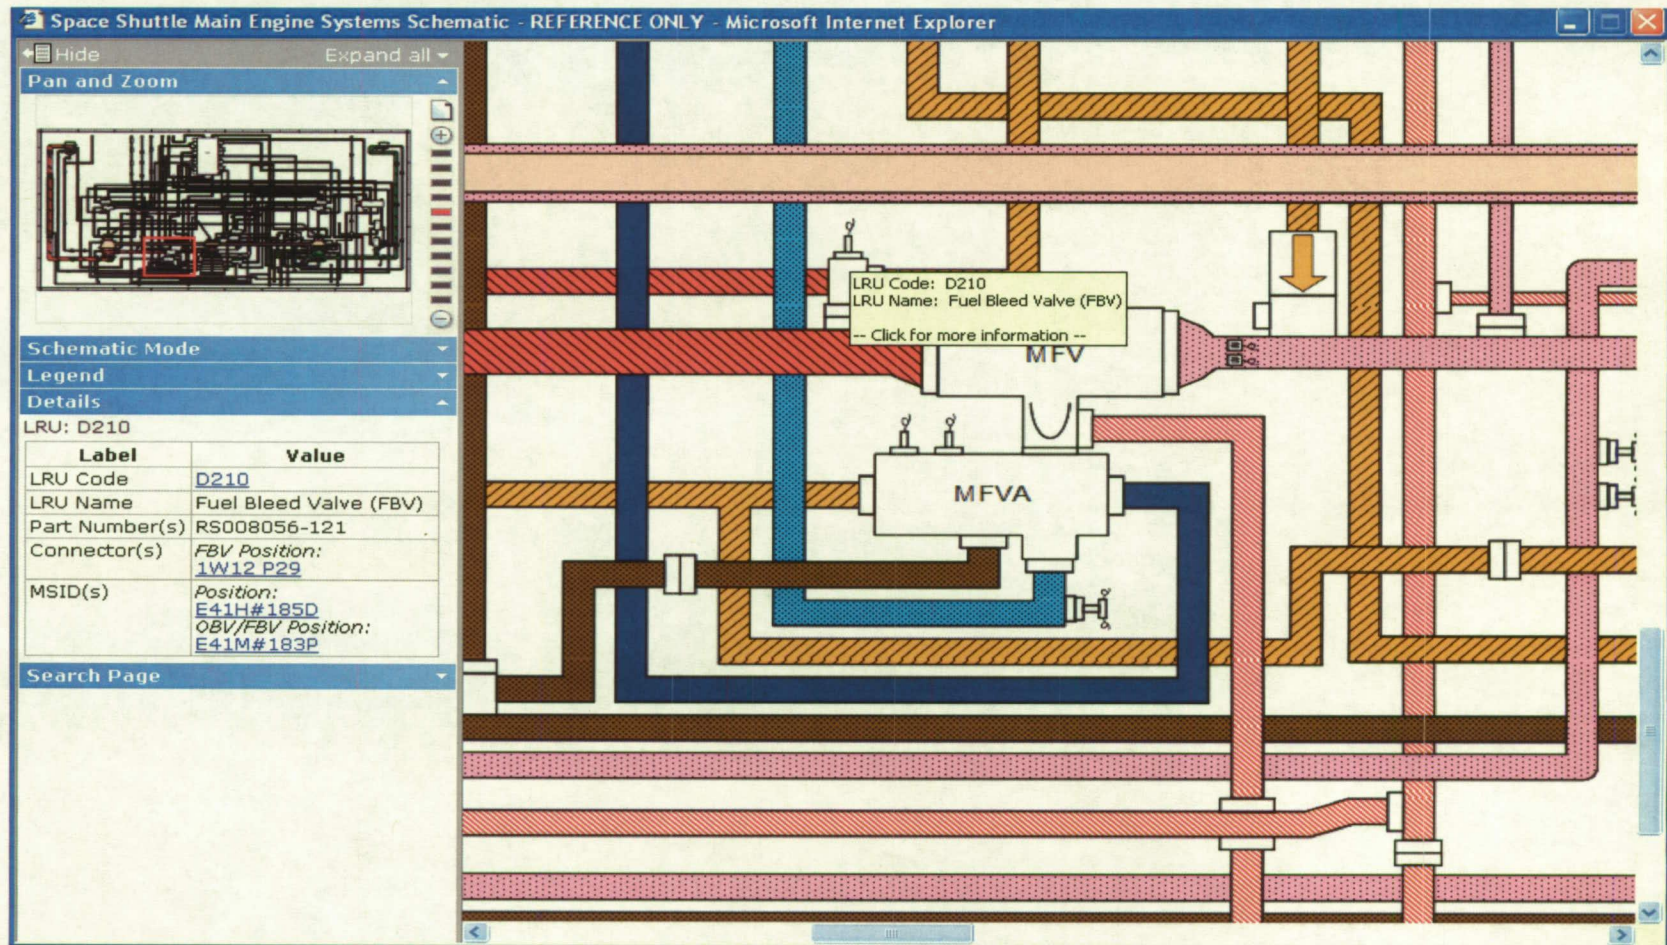 Space Shuttle Main Engine Systems Schematic - REFERENCE ONLY - Microsoft Internet Explorer
Hide Expand all
Pan and Zoom
Schematic Mode
Legend
Details
LRU: D210
Label Value
LRU Code D210
LRU Name Fuel Bleed Valve (FBV)
Part Number(s) RS008056-121
Connector(s) FBV Position:
1W12 P29
MSID(s) Position:
E41H#185D
OBV/FBV Position:
E41M#183P
Search Page
LRU Code: D210
LRU Name: Fuel Bleed Valve (FBV)
-- Click for more information --
MFV
MFVA